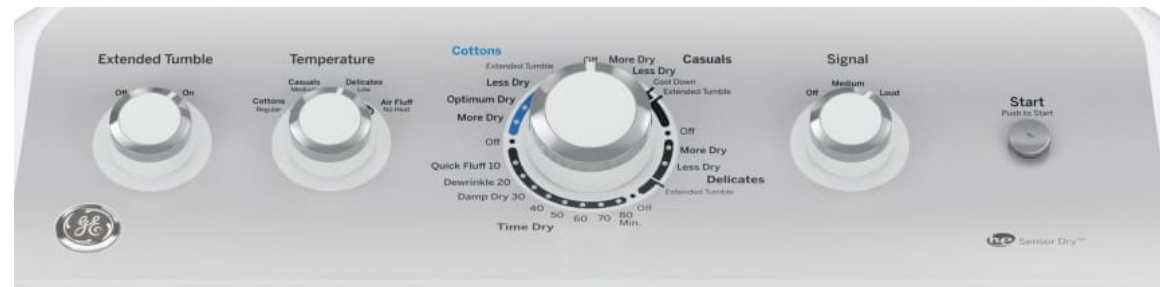 Extended Tumble
Off
On
Temperature
Casuals
Medium
Delicates
Low
Cottons
Regular
Air Fluff
No Heat
Cottons
Extended Tumble
Less Dry
Optimum Dry
More Dry
Off
Quick Fluff 10
Dewrinkle 20
Damp Dry 30
40
50
60
70
80
Min.
Time Dry
Off
More Dry
Casuals
Less Dry
Cool Down
Extended Tumble
Off
More Dry
Less Dry
Delicates
Extended Tumble
Off
Signal
Off
Medium
Loud
Start
Push to Start
GE
he Sensor Dry™